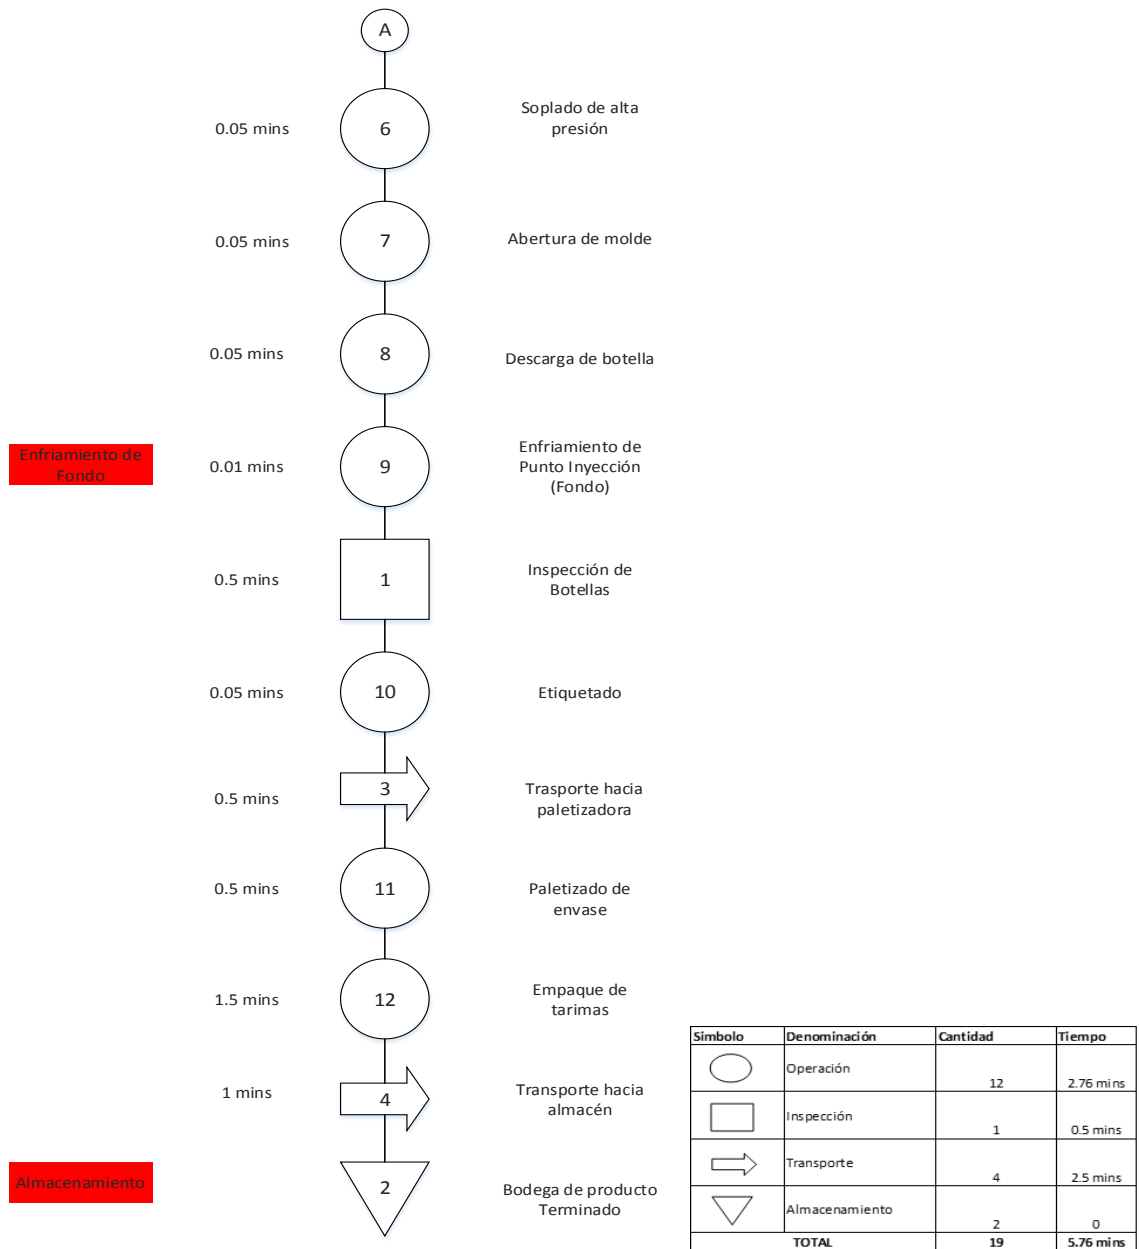 A
0.05 mins
6
Soplado de alta
presión
0.05 mins
7
Abertura de molde
0.05 mins
8
Descarga de botella
Enfriamiento de
Fondo
0.01 mins
9
Enfriamiento de
Punto Inyección
(Fondo)
0.5 mins
1
Inspección de
Botellas
0.05 mins
10
Etiquetado
0.5 mins
3
Trasporte hacia
paletizadora
0.5 mins
11
Paletizado de
envase
1.5 mins
12
Empaque de
tarimas
1 mins
4
Transporte hacia
almacén
Almacenamiento
2
Bodega de producto
Terminado
Simbolo Denominación Cantidad Tiempo
Operación 12 2.76 mins
Inspección 1 0.5 mins
Transporte 4 2.5 mins
Almacenamiento 2 0
TOTAL 19 5.76 mins